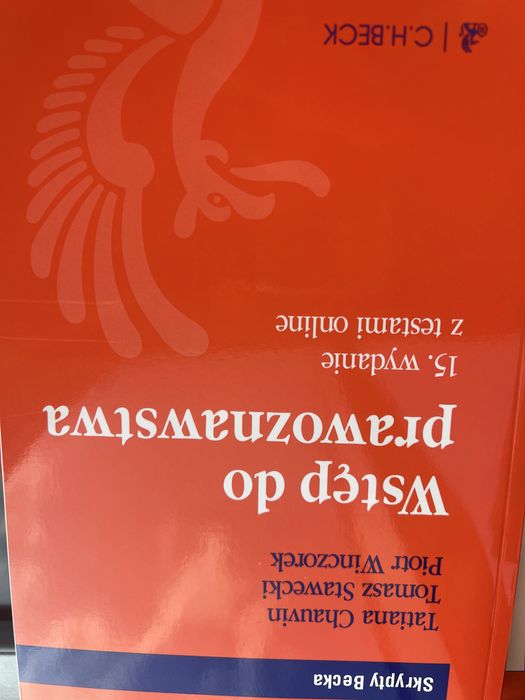 Skrypty Becka
Tatiana Chauvin
Tomasz Stawecki
Piotr Winczorek
Wstęp do
prawoznawstwa
15. wydanie
z testami online
C.H.BECK